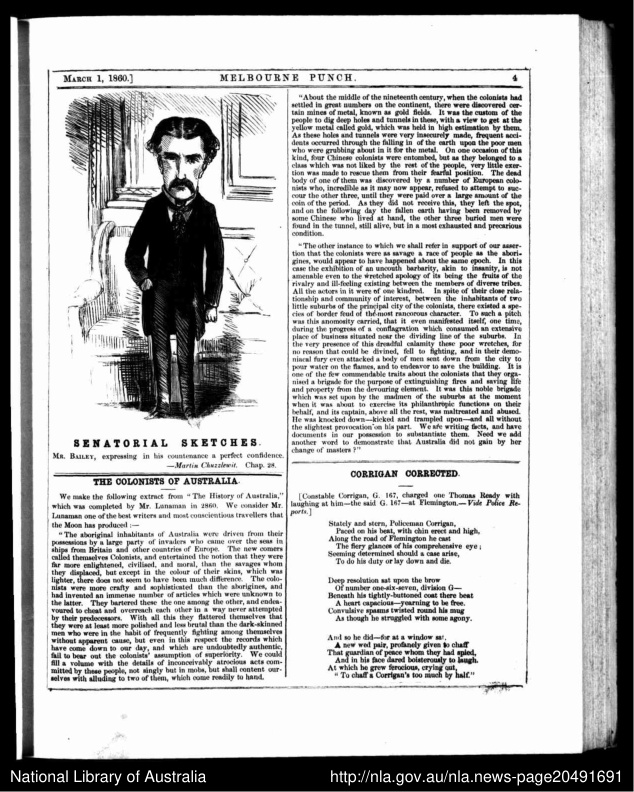 MARCH 1, 1860.] MELBOURNE PUNCH. 4
SENATORIAL SKETCHES.
MR. BAILEY, expressing in his countenance a perfect confidence.
—Martin Chuzzlewit. Chap. 28.
THE COLONISTS OF AUSTRALIA.
We make the following extract from "The History of Australia,"
which was completed by Mr. Lunaman in 2860. We consider Mr.
Lunaman one of the best writers and most conscientious travellers that
the Moon has produced :—
"The aboriginal inhabitants of Australia were driven from their
possessions by a large party of invaders who came over the seas in
ships from Britain and other countries of Europe. The new comers
called themselves Colonists, and entertained the notion that they were
far more enlightened, civilised, and moral, than the savages whom
they displaced, but except in the colour of their skins, which was
lighter, there does not seem to have been much difference. The colo-
nists were more crafty and sophisticated than the aborigines, and
had invented an immense number of articles which were unknown to
the latter. They bartered these the one among the other, and endea-
voured to cheat and overreach each other in a way never attempted
by their predecessors. With all this they flattered themselves that
they were at least more polished and less brutal than the dark-skinned
men who were in the habit of frequently fighting among themselves
without apparent cause, but even in this respect the records which
have come down to our day, and which are undoubtedly authentic,
fail to bear out the colonists' assumption of superiority. We could
fill a volume with the details of inconceivably atrocious acts com-
mitted by these people, not singly but in mobs, but shall content our-
selves with alluding to two of them, which come readily to hand.
"About the middle of the nineteenth century, when the colonists had
settled in great numbers on the continent, there were discovered cer-
tain mines of metal, known as gold fields. It was the custom of the
people to dig deep holes and tunnels in these, with a view to get at the
yellow metal called gold, which was held in high estimation by them.
As these holes and tunnels were very insecurely made, frequent acci-
dents occurred through the falling in of the earth upon the poor men
who were grubbing about in it for the metal. On one occasion of this
kind, four Chinese colonists were entombed, but as they belonged to a
class which was not liked by the rest of the people, very little exer-
tion was made to rescue them from their fearful position. The dead
body of one of them was discovered by a number of European colo-
nists who, incredible as it may now appear, refused to attempt to suc-
cour the other three, until they were paid over a large amount of the
coin of the period. As they did not receive this, they left the spot,
and on the following day the fallen earth having been removed by
some Chinese who lived at hand, the other three buried men were
found in the tunnel, still alive, but in a most exhausted and precarious
condition.
"The other instance to which we shall refer in support of our asser-
tion that the colonists were as savage a race of people as the abori-
gines, would appear to have happened about the same epoch. In this
case the exhibition of an uncouth barbarity, akin to insanity, is not
amenable even to the wretched apology of its being the fruits of the
rivalry and ill-feeling existing between the members of diverse tribes.
All the actors in it were of one kindred. In spite of their close rela-
tionship and community of interest, between the inhabitants of two
little suburbs of the principal city of the colonists, there existed a spe-
cies of border feud of the most rancorous character. To such a pitch
was this anomosity carried, that it even manifested itself, one time,
during the progress of a conflagration which consumed an extensive
place of business situated near the dividing line of the suburbs. In
the very presence of this dreadful calamity these poor wretches, for
no reason that could be divined, fell to fighting, and in their demo-
niacal fury even attacked a body of men sent down from the city to
pour water on the flames, and to endeavor to save the building. It is
one of the few commendable traits about the colonists that they orga-
nised a brigade for the purpose of extinguishing fires and saving life
and property from the devouring element. It was this noble brigade
which was set upon by the madmen of the suburbs at the moment
when it was about to exercise its philanthropic functions on their
behalf, and its captain, above all the rest, was maltreated and abused.
He was knocked down—kicked and trampled upon—and all without
the slightest provocation on his part. We are writing facts, and have
documents in our possession to substantiate them. Need we add
another word to demonstrate that Australia did not gain by her
change of masters ?"
CORRIGAN CORRECTED.
[Constable Corrigan, G. 167, charged one Thomas Ready with
laughing at him—the said G. 167—at Flemington.—Vide Police Re-
ports.]
Stately and stern, Policeman Corrigan,
Paced on his beat, with chin erect and high,
Along the road of Flemington he cast
The fiery glances of his comprehensive eye ;
Seeming determined should a case arise,
To do his duty or lay down and die.
Deep resolution sat upon the brow
Of number one-six-seven, division G—
Beneath his tightly-buttoned coat there beat
A heart capacious—yearning to be free.
Convulsive spasms twisted round his mug
As though he struggled with some agony.
And so he did—for at a window sat,
A new wed pair, profanely given to chaff
That guardian of peace whom they had spied,
And in his face dared boisterously to laugh.
At which he grew ferocious, crying out,
"To chaff a Corrigan's too much by half."
National Library of Australia http://nla.gov.au/nla.news-page20491691